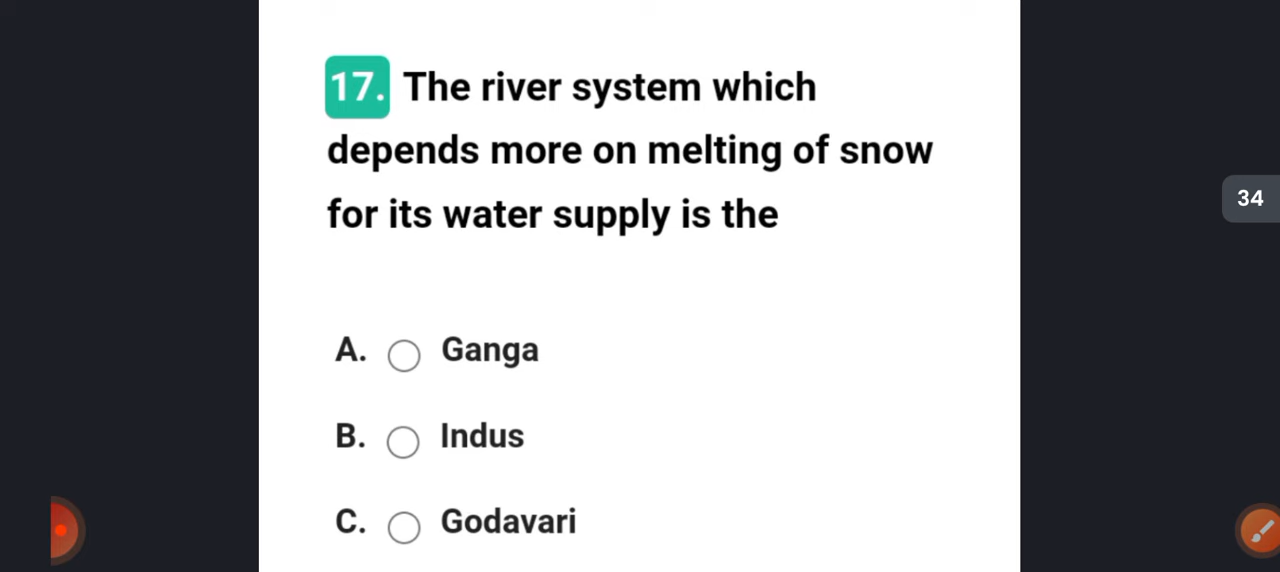 17. The river system which
depends more on melting of snow
for its water supply is the
34
A. Ganga
B. Indus
C. Godavari